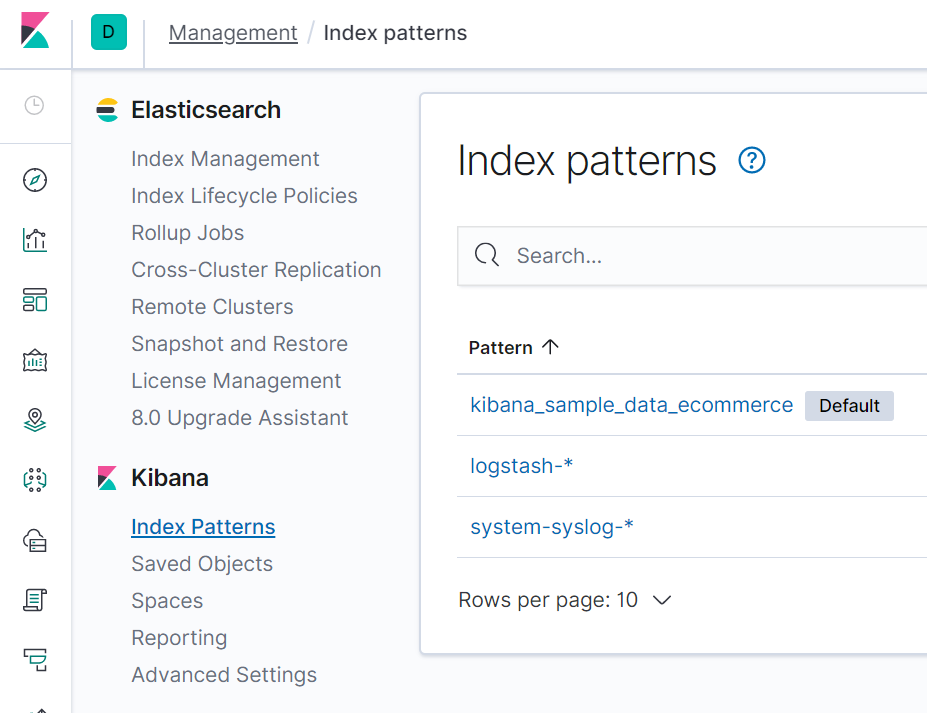 D
Management / Index patterns
Elasticsearch
Index Management
Index Lifecycle Policies
Rollup Jobs
Cross-Cluster Replication
Remote Clusters
Snapshot and Restore
License Management
8.0 Upgrade Assistant
Kibana
Index Patterns
Saved Objects
Spaces
Reporting
Advanced Settings
Index patterns ?
Search...
Pattern ↑
kibana_sample_data_ecommerce Default
logstash-*
system-syslog-*
Rows per page: 10